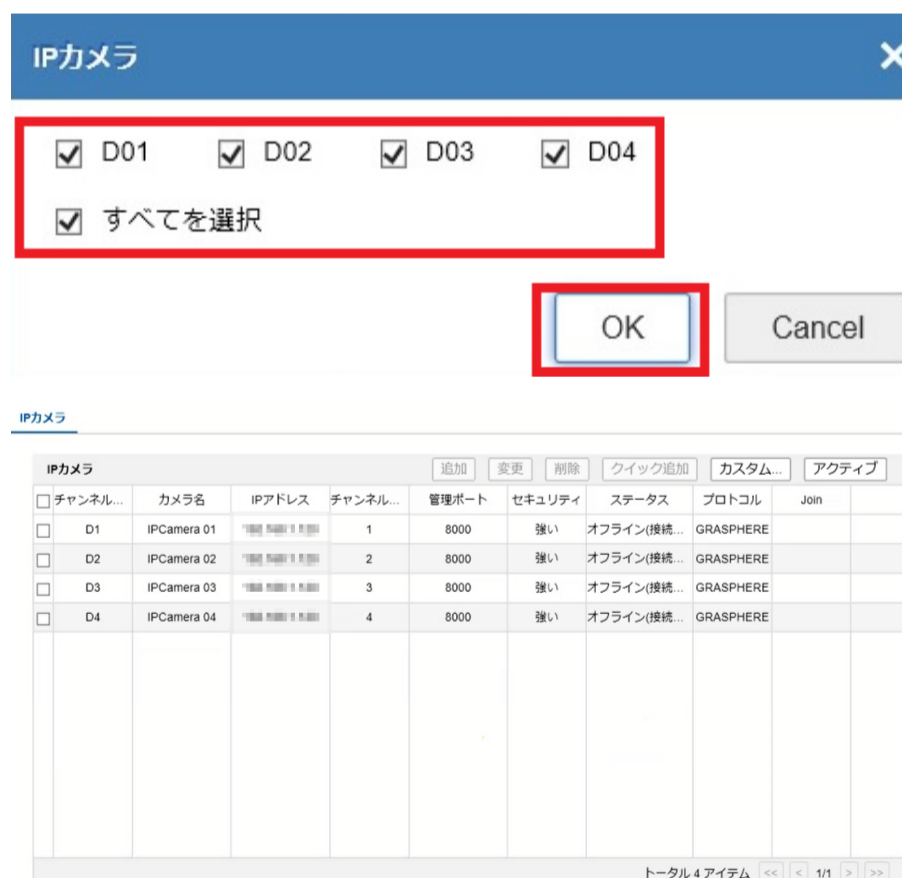 IPカメラ
D01 D02 D03 D04
すべてを選択
OK Cancel
IPカメラ
IPカメラ 追加 変更 削除 クイック追加 カスタム... アクティブ
チャンネル... カメラ名 IPアドレス チャンネル... 管理ポート セキュリティ ステータス プロトコル Join
D1 IPCamera 01 1 8000 強い オフライン(接続... GRASPHERE
D2 IPCamera 02 2 8000 強い オフライン(接続... GRASPHERE
D3 IPCamera 03 3 8000 強い オフライン(接続... GRASPHERE
D4 IPCamera 04 4 8000 強い オフライン(接続... GRASPHERE
トータル 4 アイテム << < 1/1 > >>